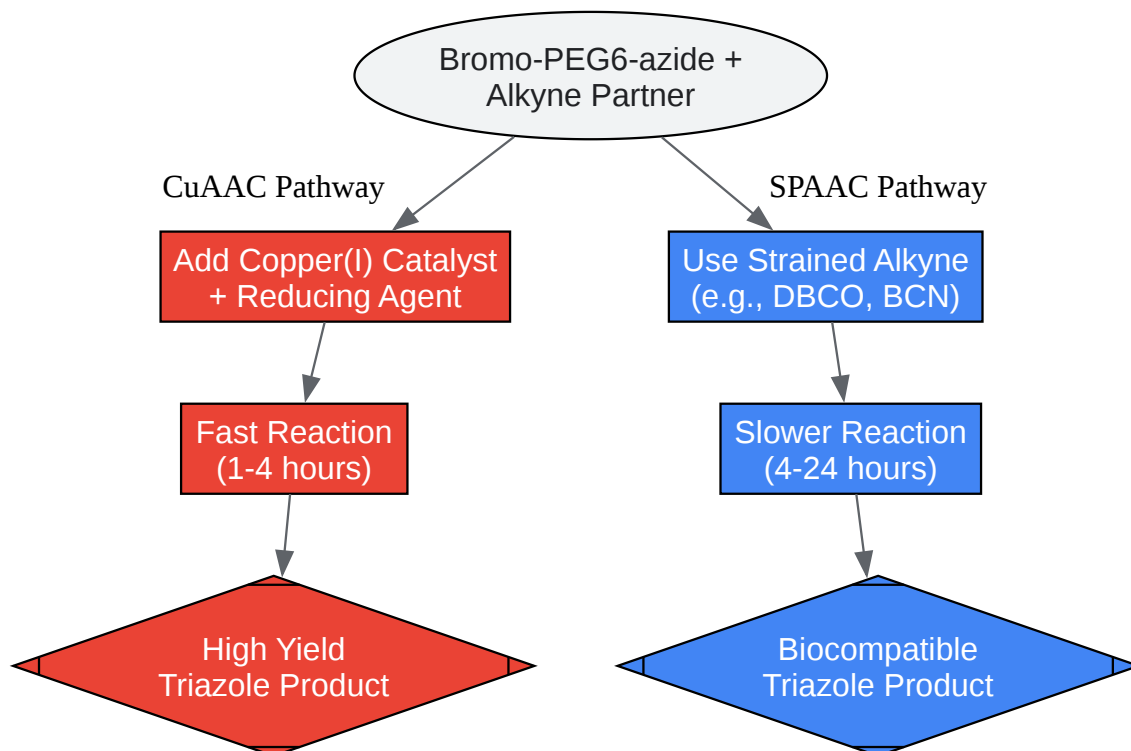 Bromo-PEG6-azide +
Alkyne Partner
CuAAC Pathway
SPAAC Pathway
Add Copper(I) Catalyst
+ Reducing Agent
Use Strained Alkyne
(e.g., DBCO, BCN)
Fast Reaction
(1-4 hours)
Slower Reaction
(4-24 hours)
High Yield
Triazole Product
Biocompatible
Triazole Product